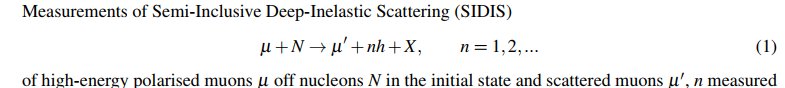 Measurements of Semi-Inclusive Deep-Inelastic Scattering (SIDIS)
μ + N → μ′ + nh + X, n = 1,2,... (1)
of high-energy polarised muons μ off nucleons N in the initial state and scattered muons μ′, n measured